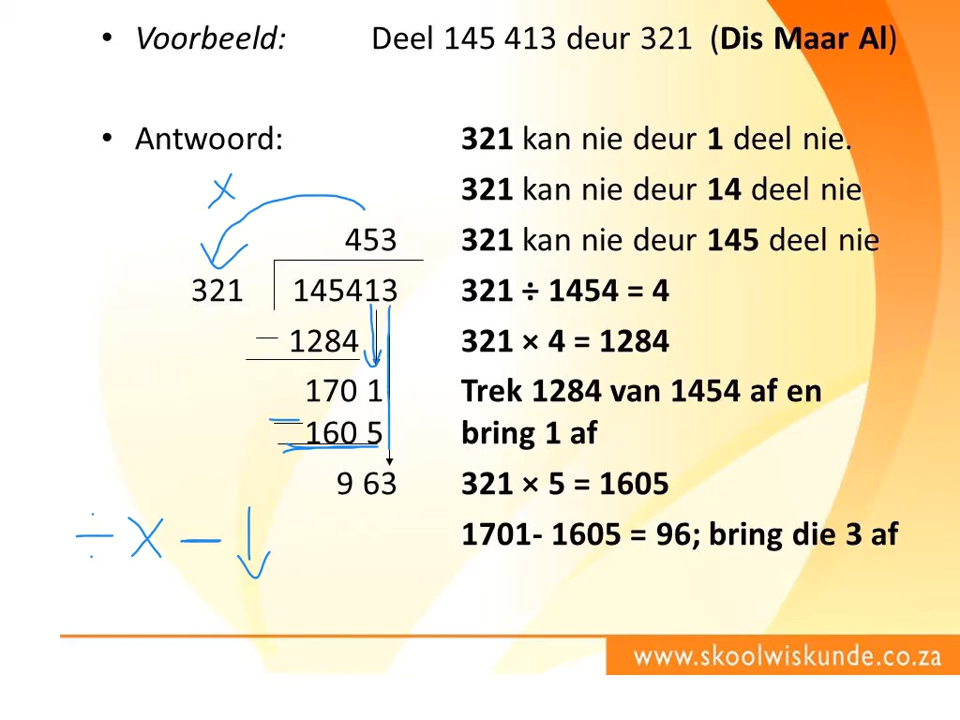 • Voorbeeld: Deel 145 413 deur 321 (Dis Maar Al)
• Antwoord: 321 kan nie deur 1 deel nie.
x 321 kan nie deur 14 deel nie
453 321 kan nie deur 145 deel nie
321 145413 321 ÷ 1454 = 4
– 1284 321 × 4 = 1284
170 1 Trek 1284 van 1454 af en
– 160 5 bring 1 af
9 63 321 × 5 = 1605
÷ x – ↓ 1701- 1605 = 96; bring die 3 af
www.skoolwiskunde.co.za